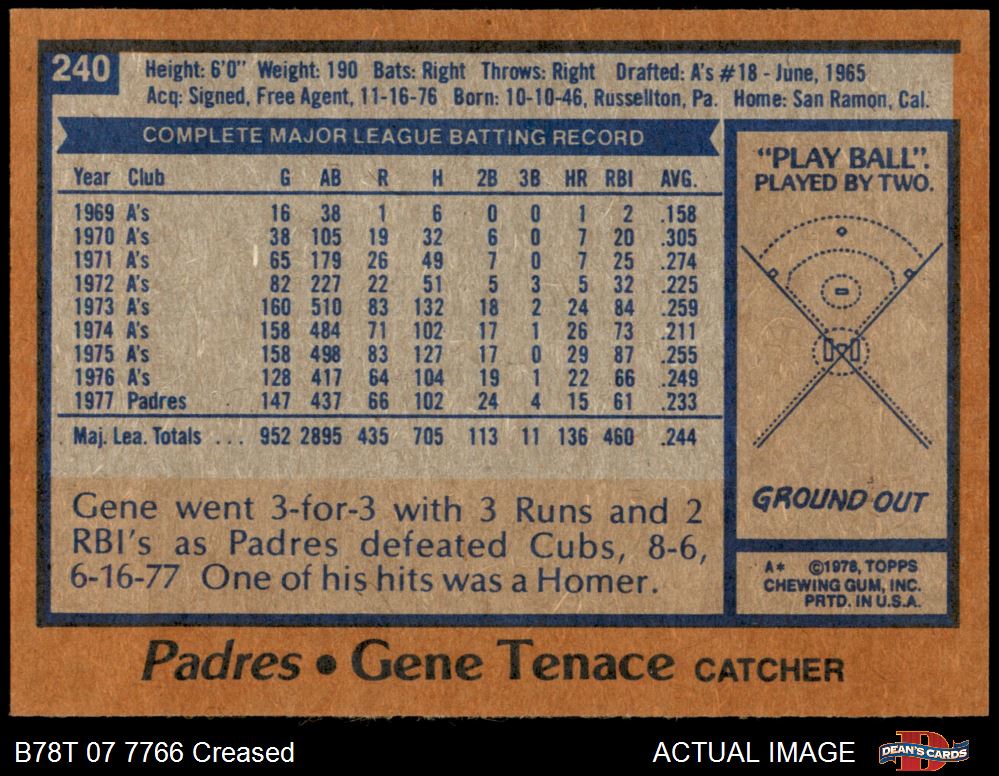 240
Height: 6'0" Weight: 190 Bats: Right Throws: Right Drafted: A's #18 - June, 1965
Acq: Signed, Free Agent, 11-16-76 Born: 10-10-46, Russellton, Pa. Home: San Ramon, Cal.
COMPLETE MAJOR LEAGUE BATTING RECORD
Year Club G AB R H 2B 3B HR RBI AVG.
1969 A's 16 38 1 6 0 0 1 2 .158
1970 A's 38 105 19 32 6 0 7 20 .305
1971 A's 65 179 26 49 7 0 7 25 .274
1972 A's 82 227 22 51 5 3 5 32 .225
1973 A's 160 510 83 132 18 2 24 84 .259
1974 A's 158 484 71 102 17 1 26 73 .211
1975 A's 158 498 83 127 17 0 29 87 .255
1976 A's 128 417 64 104 19 1 22 66 .249
1977 Padres 147 437 66 102 24 4 15 61 .233
Maj. Lea. Totals ... 952 2895 435 705 113 11 136 460 .244
Gene went 3-for-3 with 3 Runs and 2
RBI's as Padres defeated Cubs, 8-6,
6-16-77 One of his hits was a Homer.
"PLAY BALL".
PLAYED BY TWO.
GROUND OUT
A* ©1978, TOPPS
CHEWING GUM, INC.
PRTD. IN U.S.A.
Padres • Gene Tenace CATCHER
B78T 07 7766 Creased
ACTUAL IMAGE
D
DEAN'S CARDS